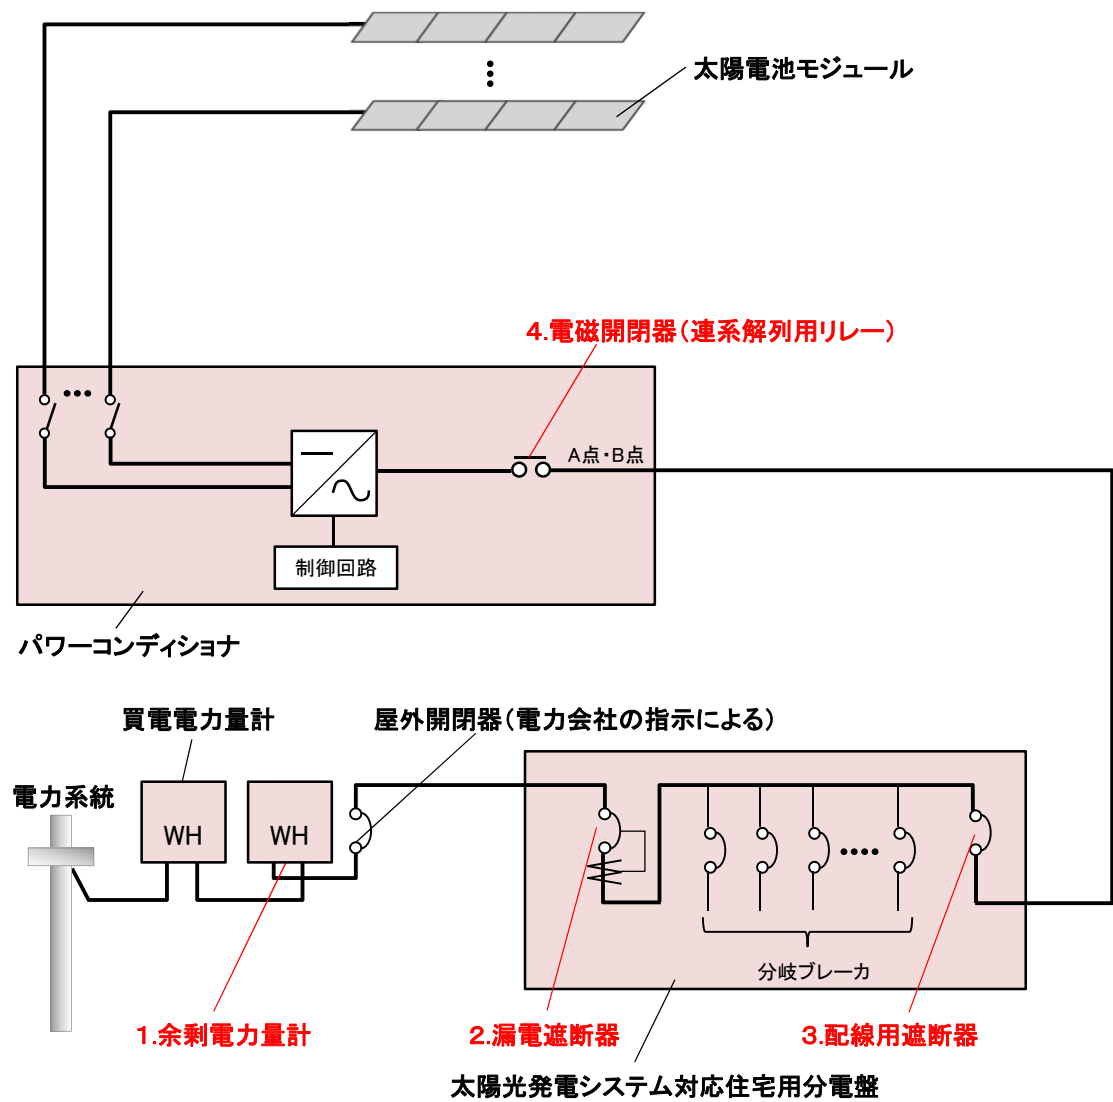 太陽電池モジュール
4.電磁開閉器(連系解列用リレー)
A点・B点
制御回路
パワーコンディショナ
買電電力量計
屋外開閉器(電力会社の指示による)
電力系統
WH
WH
分岐ブレーカ
1.余剰電力量計
2.漏電遮断器
3.配線用遮断器
太陽光発電システム対応住宅用分電盤